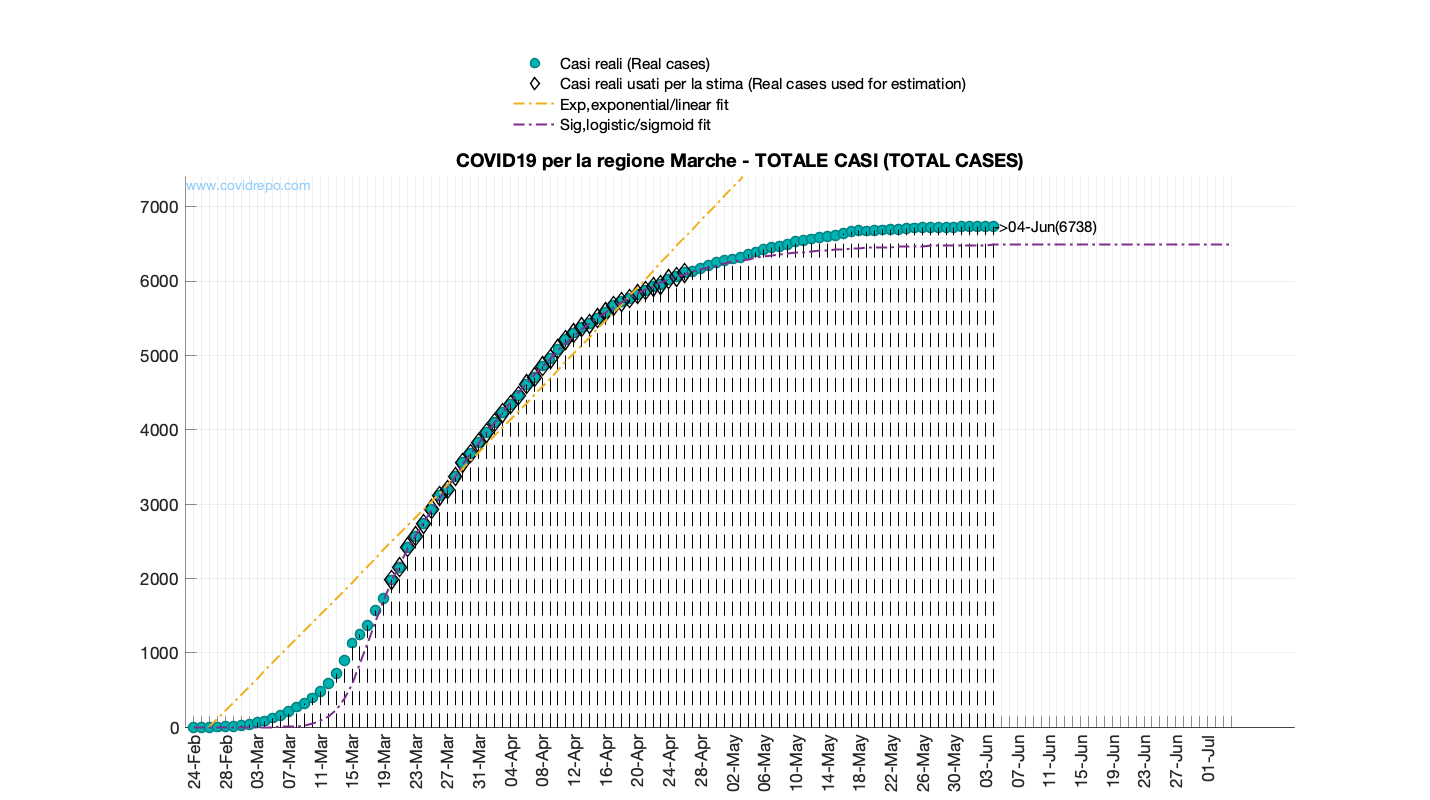 Casi reali (Real cases)
Casi reali usati per la stima (Real cases used for estimation)
Exp,exponential/linear fit
Sig,logistic/sigmoid fit
COVID19 per la regione Marche - TOTALE CASI (TOTAL CASES)
www.covidrepo.com
7000
6000
5000
4000
3000
2000
1000
0
->04-Jun(6738)
24-Feb
28-Feb
03-Mar
07-Mar
11-Mar
15-Mar
19-Mar
23-Mar
27-Mar
31-Mar
04-Apr
08-Apr
12-Apr
16-Apr
20-Apr
24-Apr
28-Apr
02-May
06-May
10-May
14-May
18-May
22-May
26-May
30-May
03-Jun
07-Jun
11-Jun
15-Jun
19-Jun
23-Jun
27-Jun
01-Jul